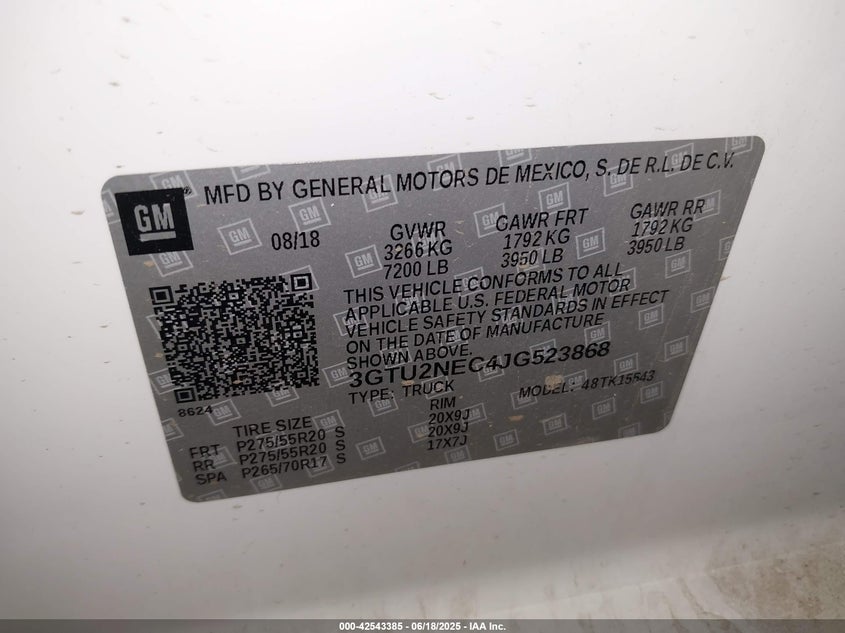 GM
MFD BY GENERAL MOTORS DE MEXICO, S. DE R.L. DE C.V.
08/18
GVWR GAWR FRT GAWR RR
3266 KG 1792 KG 1792 KG
7200 LB 3950 LB 3950 LB
THIS VEHICLE CONFORMS TO ALL
APPLICABLE U.S. FEDERAL MOTOR
VEHICLE SAFETY STANDARDS IN EFFECT
ON THE DATE OF MANUFACTURE
SHOWN ABOVE.
3GTU2NEC4JG523868
TYPE: TRUCK MODEL: 48TK15543
8624
TIRE SIZE RIM
FRT P275/55R20 S 20X9J
RR P275/55R20 S 20X9J
SPA P265/70R17 S 17X7J
000-42543385 - 06/18/2025 - IAA Inc.